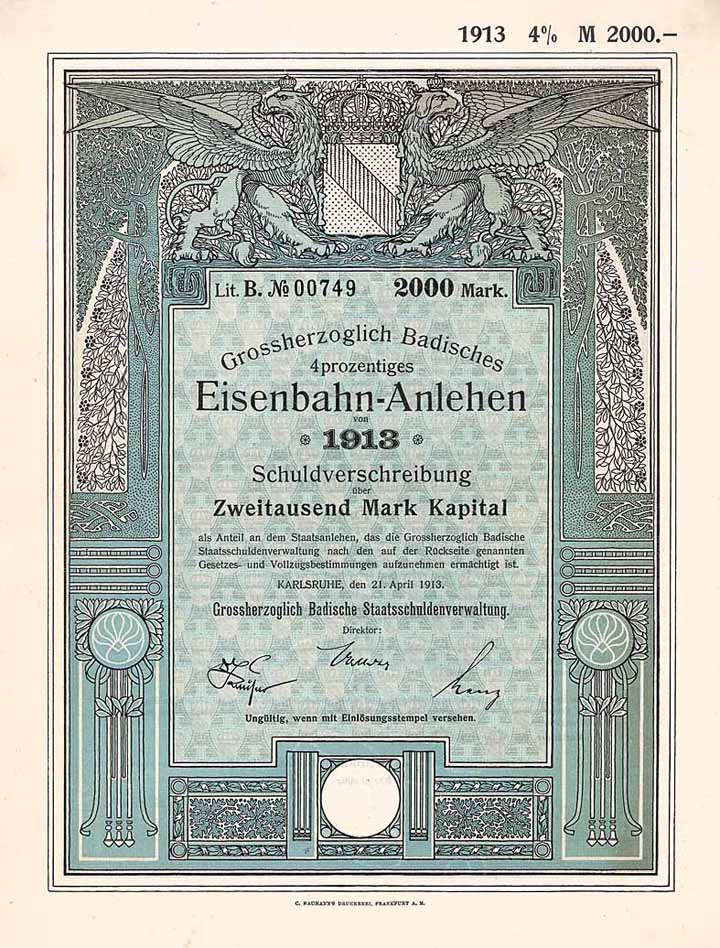 1913 4% M 2000.–
Lit. B. № 00749 2000 Mark.
Grossherzoglich Badisches
4prozentiges
Eisenbahn-Anlehen
von
1913
Schuldverschreibung
über
Zweitausend Mark Kapital
als Anteil an dem Staatsanlehen, das die Grossherzoglich Badische
Staatsschuldenverwaltung nach den auf der Rückseite genannten
Gesetzes- und Vollzugsbestimmungen aufzunehmen ermächtigt ist.
KARLSRUHE, den 21. April 1913.
Grossherzoglich Badische Staatsschuldenverwaltung.
Direktor:
Ungültig, wenn mit Einlösungsstempel versehen.
C. NAUMANN'S DRUCKEREI, FRANKFURT A. M.